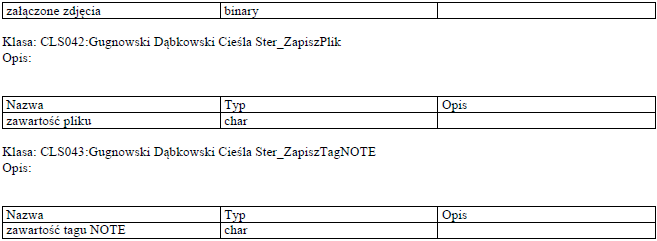 załączone zdjęcia binary
Klasa: CLS042:Gugnowski Dąbkowski Cieśla Ster_ZapiszPlik
Opis:
Nazwa Typ Opis
zawartość pliku char
Klasa: CLS043:Gugnowski Dąbkowski Cieśla Ster_ZapiszTagNOTE
Opis:
Nazwa Typ Opis
zawartość tagu NOTE char